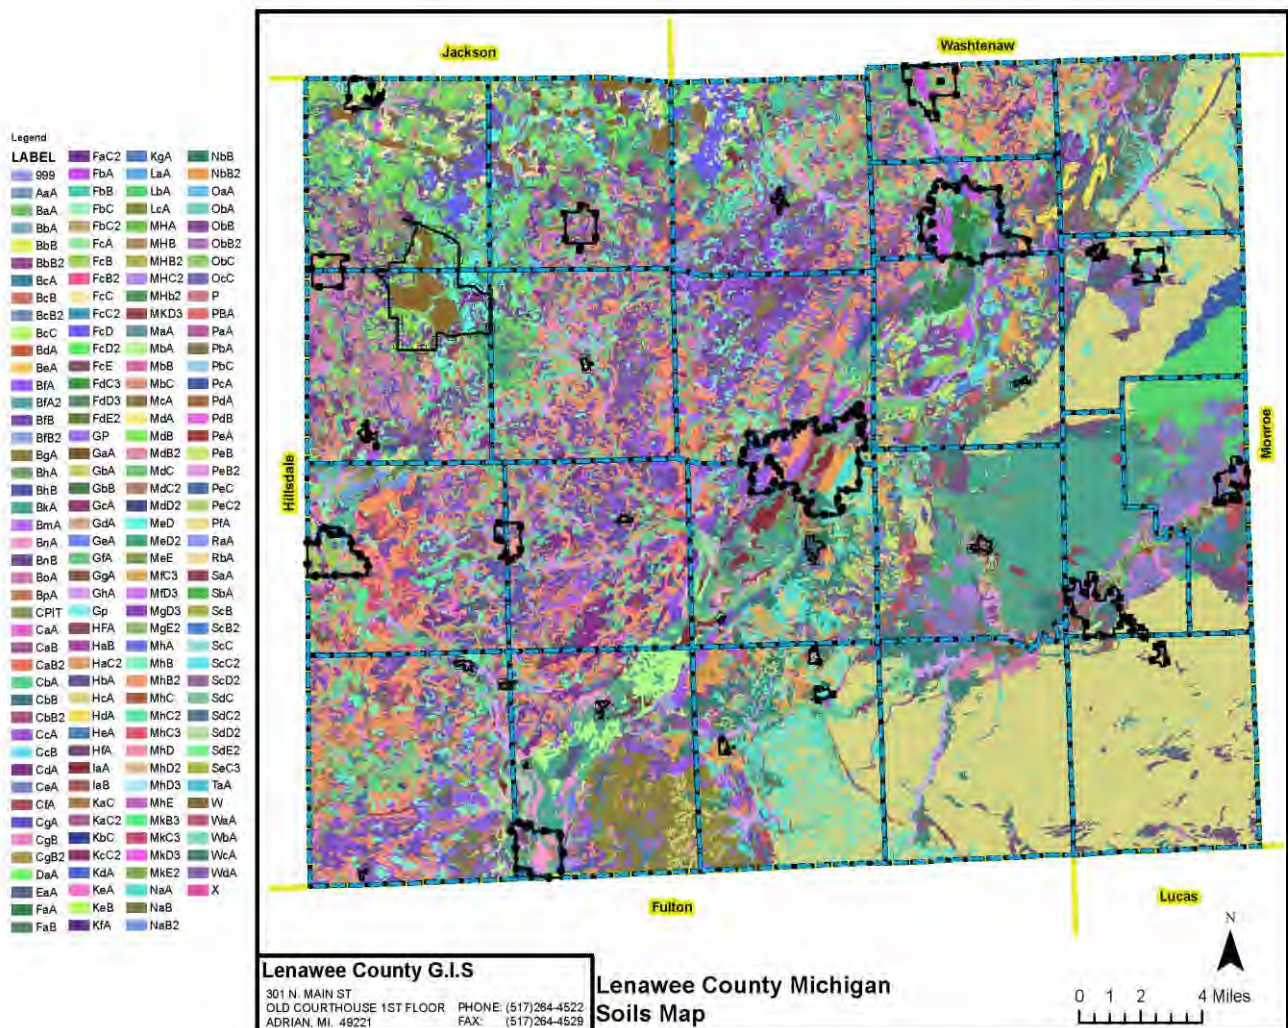 Jackson
Washtenaw
Legend
LABEL
999
AaA
BaA
BbA
BbB
BbB2
BcA
BcB
BcB2
BcC
BdA
BeA
BfA
BfA2
BfB
BfB2
BgA
BhA
BhB
BkA
BmA
BnA
BnB
BoA
BpA
CPIT
CaA
CaB
CaB2
CbA
CbB
CbB2
CcA
CcB
CdA
CeA
CfA
CgA
CgB
CgB2
DaA
EaA
FaA
FaB
FaC2
FbA
FbB
FbC
FbC2
FcA
FcB
FcB2
FcC
FcC2
FcD
FcD2
FcE
FdC3
FdD3
FdE2
GP
GaA
GbA
GbB
GcA
GdA
GeA
GfA
GgA
GhA
Gp
HFA
HaB
HaC2
HbA
HcA
HdA
HeA
HfA
IaA
IaB
KaC
KaC2
KbC
KcC2
KdA
KeA
KeB
KfA
KgA
LaA
LbA
LcA
MHA
MHB
MHB2
MHC2
MHb2
MKD3
MaA
MbA
MbB
MbC
McA
MdA
MdB
MdB2
MdC
MdC2
MdD2
MeD
MeD2
MeE
MfC3
MfD3
MgD3
MgE2
MhA
MhB
MhB2
MhC
MhC2
MhC3
MhD
MhD2
MhD3
MhE
MkB3
MkC3
MkD3
MkE2
NaA
NaB
NaB2
NbB
NbB2
OaA
ObA
ObB
ObB2
ObC
OcC
P
PBA
PaA
PbA
PbC
PcA
PdA
PdB
PeA
PeB
PeB2
PeC
PeC2
PfA
RaA
RbA
SaA
SbA
ScB
ScB2
ScC
ScC2
ScD2
SdC
SdC2
SdD2
SdE2
SeC3
TaA
W
WaA
WbA
WcA
WdA
X
Hillsdale
Monroe
Fulton
Lucas
N
0 1 2 4 Miles
Lenawee County G.I.S
301 N. MAIN ST
OLD COURTHOUSE 1ST FLOOR PHONE: (517)264-4522
ADRIAN, MI. 49221 FAX: (517)264-4529
Lenawee County Michigan
Soils Map